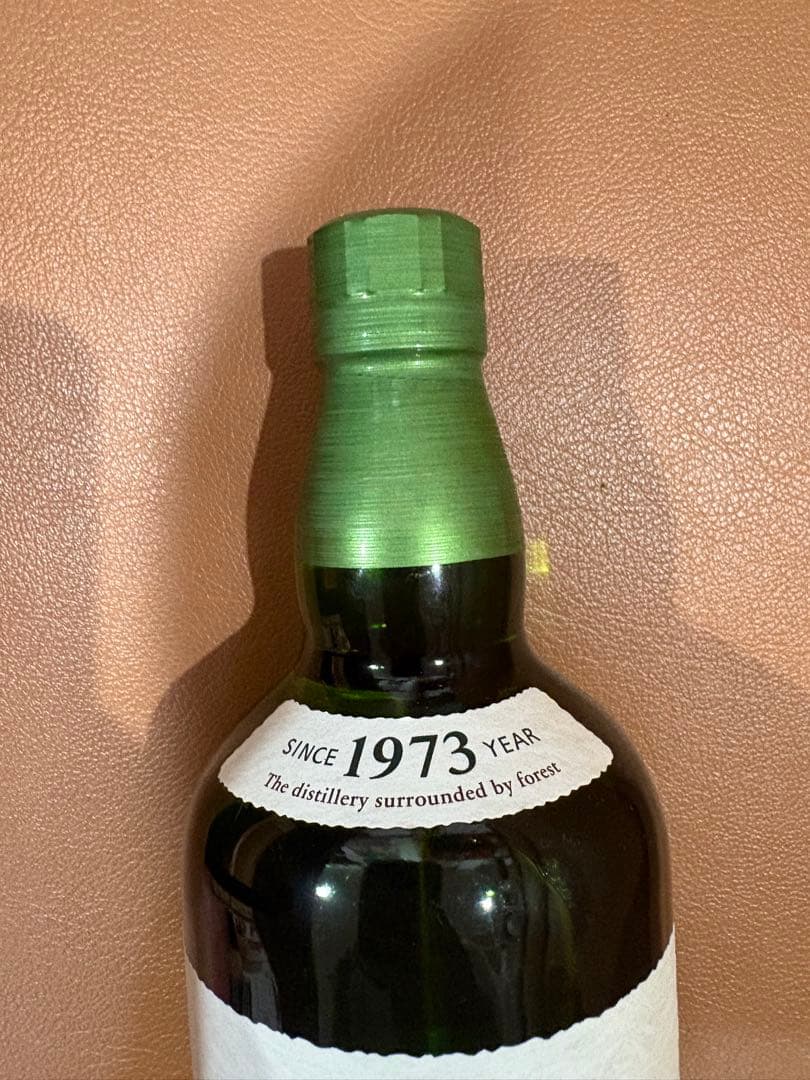 SINCE 1973 YEAR
The distillery surrounded by forest